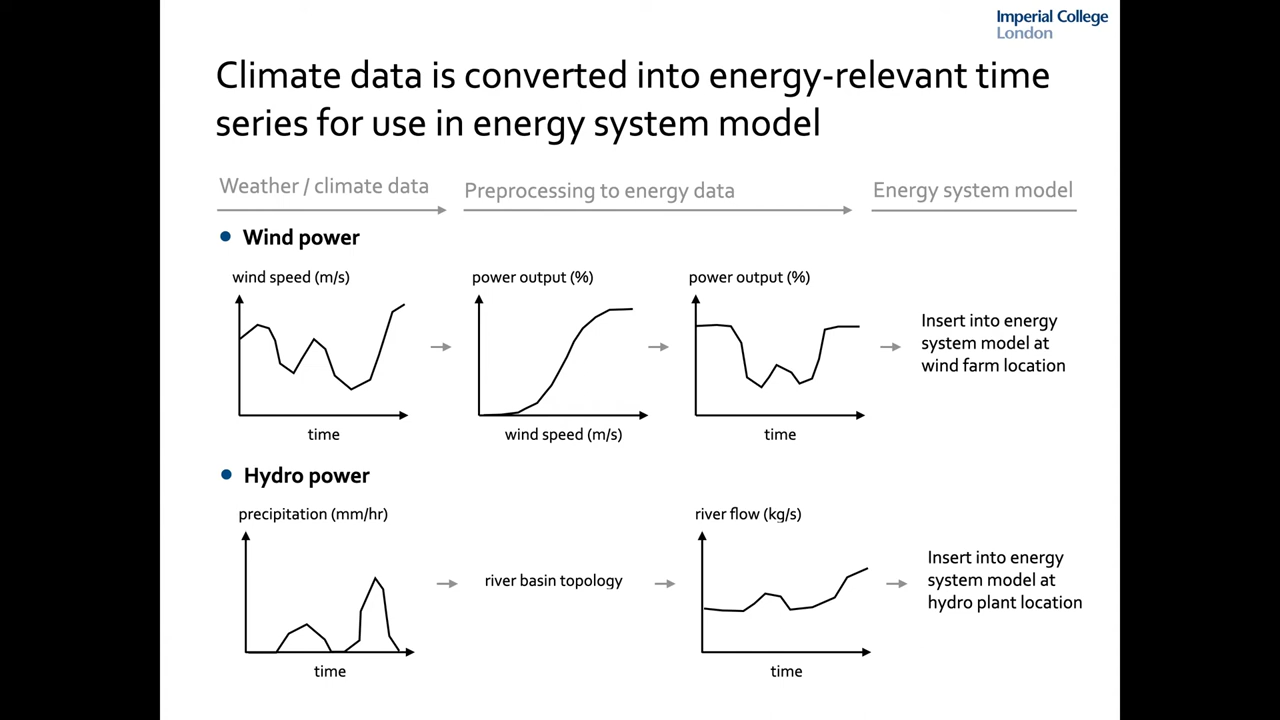 Imperial College
London
Climate data is converted into energy-relevant time
series for use in energy system model
Weather / climate data
Preprocessing to energy data
Energy system model
Wind power
wind speed (m/s)
time
power output (%)
wind speed (m/s)
power output (%)
time
Insert into energy
system model at
wind farm location
Hydro power
precipitation (mm/hr)
time
river basin topology
river flow (kg/s)
time
Insert into energy
system model at
hydro plant location